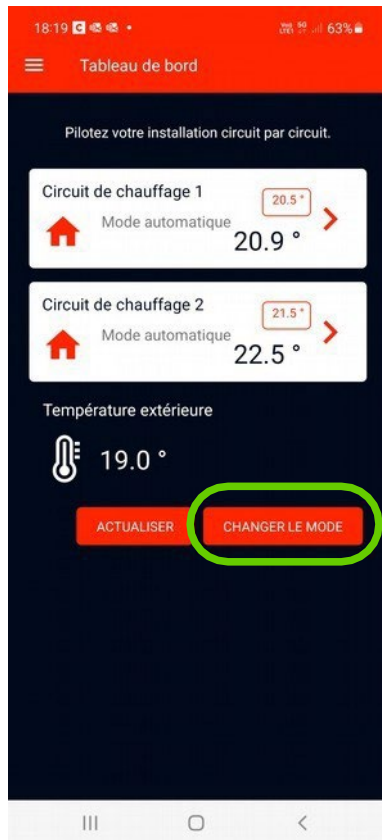 18:19 63%
Tableau de bord
Pilotez votre installation circuit par circuit.
Circuit de chauffage 1
20.5 °
Mode automatique
20.9 °
Circuit de chauffage 2
21.5 °
Mode automatique
22.5 °
Température extérieure
19.0 °
ACTUALISER CHANGER LE MODE